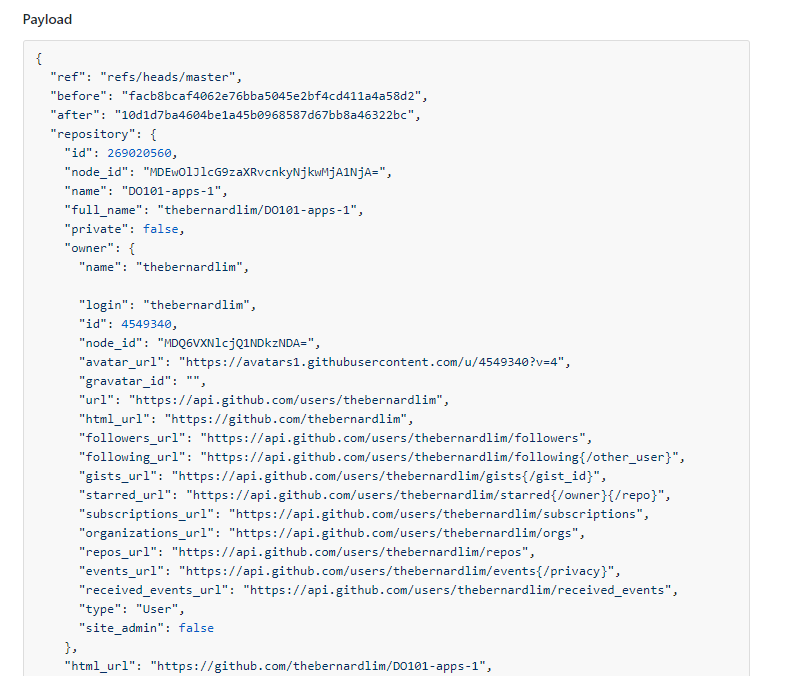 Payload
{
"ref": "refs/heads/master",
"before": "facb8bcaf4062e76bba5045e2bf4cd411a4a58d2",
"after": "10d1d7ba4604be1a45b0968587d67bb8a46322bc",
"repository": {
"id": 269020560,
"node_id": "MDEwOlJlcG9zaXRvcnkyNjkwMjA1NjA=",
"name": "DO101-apps-1",
"full_name": "thebernardlim/DO101-apps-1",
"private": false,
"owner": {
"name": "thebernardlim",
"login": "thebernardlim",
"id": 4549340,
"node_id": "MDQ6VXNlcjQ1NDkzNDA=",
"avatar_url": "https://avatars1.githubusercontent.com/u/4549340?v=4",
"gravatar_id": "",
"url": "https://api.github.com/users/thebernardlim",
"html_url": "https://github.com/thebernardlim",
"followers_url": "https://api.github.com/users/thebernardlim/followers",
"following_url": "https://api.github.com/users/thebernardlim/following{/other_user}",
"gists_url": "https://api.github.com/users/thebernardlim/gists{/gist_id}",
"starred_url": "https://api.github.com/users/thebernardlim/starred{/owner}{/repo}",
"subscriptions_url": "https://api.github.com/users/thebernardlim/subscriptions",
"organizations_url": "https://api.github.com/users/thebernardlim/orgs",
"repos_url": "https://api.github.com/users/thebernardlim/repos",
"events_url": "https://api.github.com/users/thebernardlim/events{/privacy}",
"received_events_url": "https://api.github.com/users/thebernardlim/received_events",
"type": "User",
"site_admin": false
},
"html_url": "https://github.com/thebernardlim/DO101-apps-1",